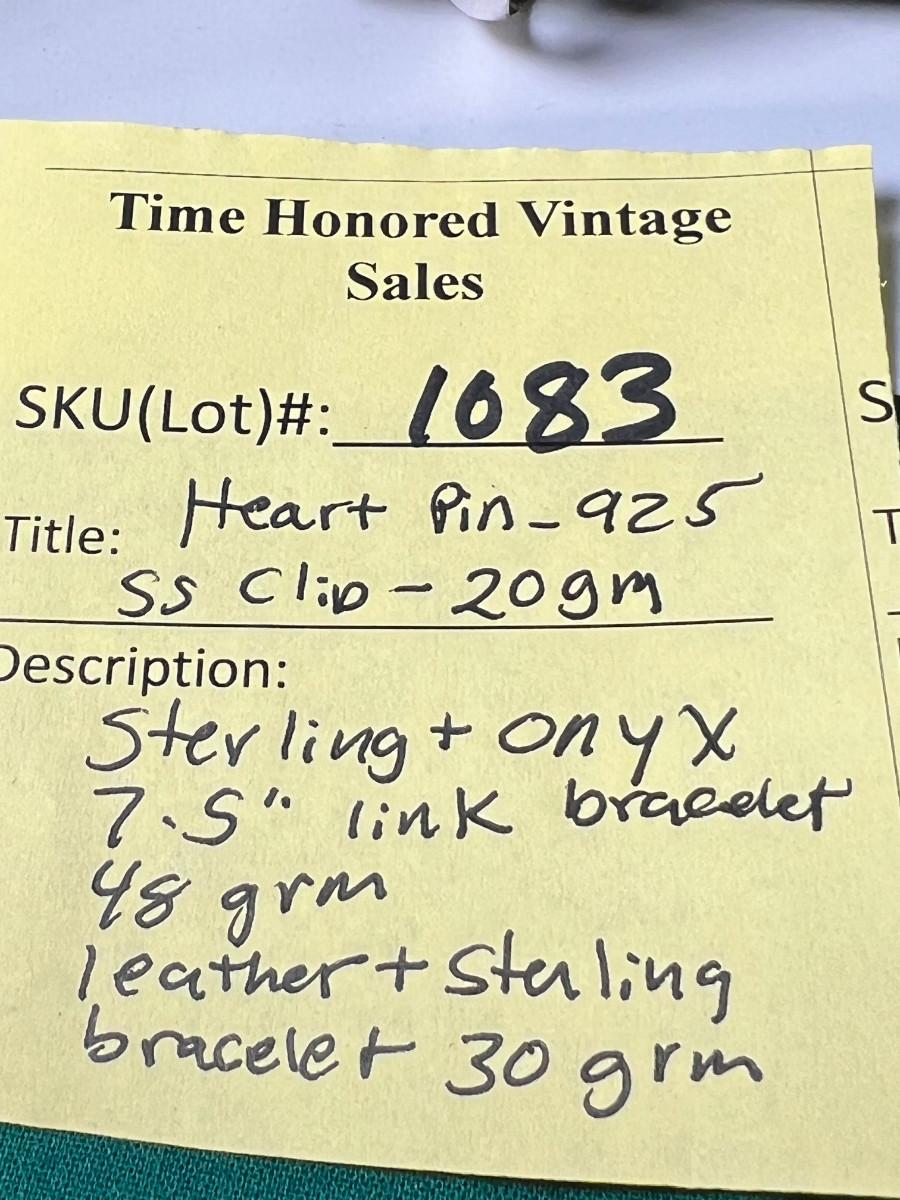 Time Honored Vintage
Sales
SKU(Lot)#: 1083
Title: Heart Pin - 925
SS Clip - 20gm
Description:
Sterling + onyx
7.5" link bracelet
48 grm
leather + sterling
bracelet 30 grm
S
T